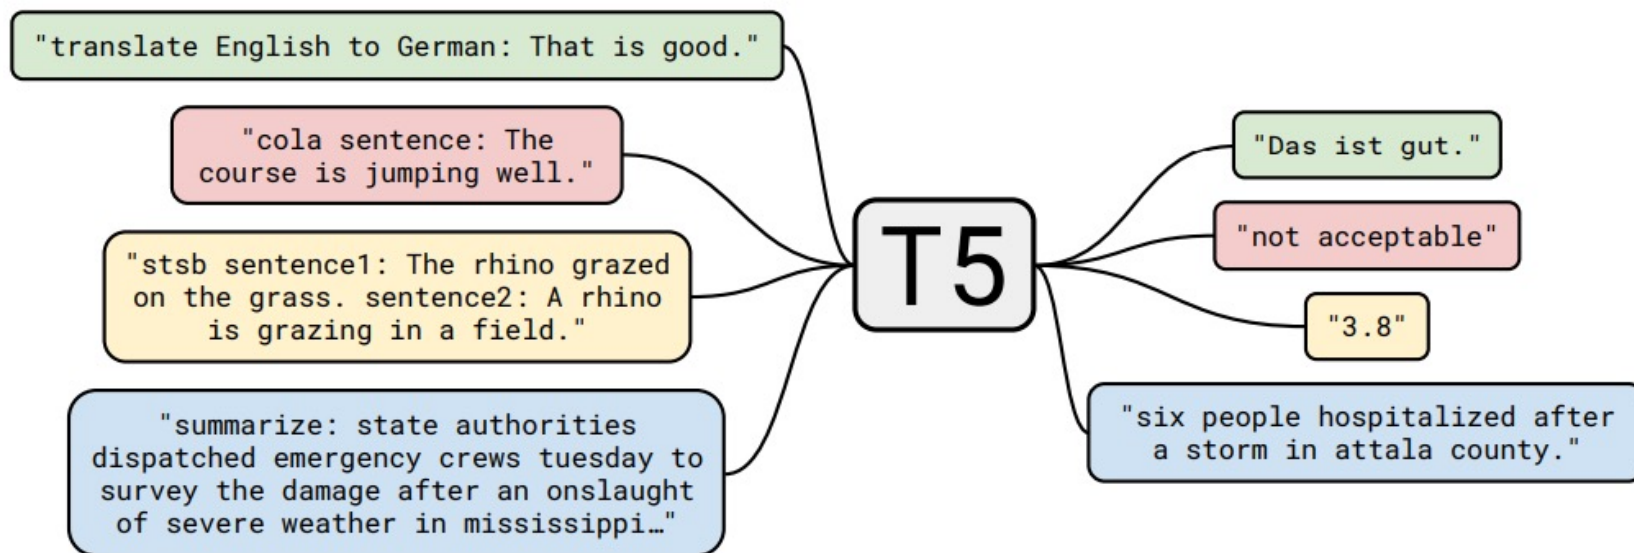 "translate English to German: That is good."
"cola sentence: The
course is jumping well."
"stsb sentence1: The rhino grazed
on the grass. sentence2: A rhino
is grazing in a field."
"summarize: state authorities
dispatched emergency crews tuesday to
survey the damage after an onslaught
of severe weather in mississippi…"
T5
"Das ist gut."
"not acceptable"
"3.8"
"six people hospitalized after
a storm in attala county."